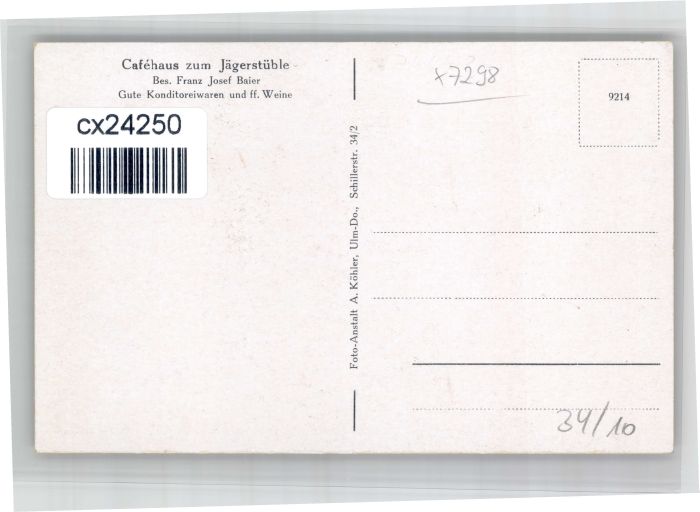 Caféhaus zum Jägerstüble
Bes. Franz Josef Baier
Gute Konditoreiwaren und ff. Weine
cx24250
Foto-Anstalt A. Köhler, Ulm-Do., Schillerstr. 34/2
x7298
9214
34/10